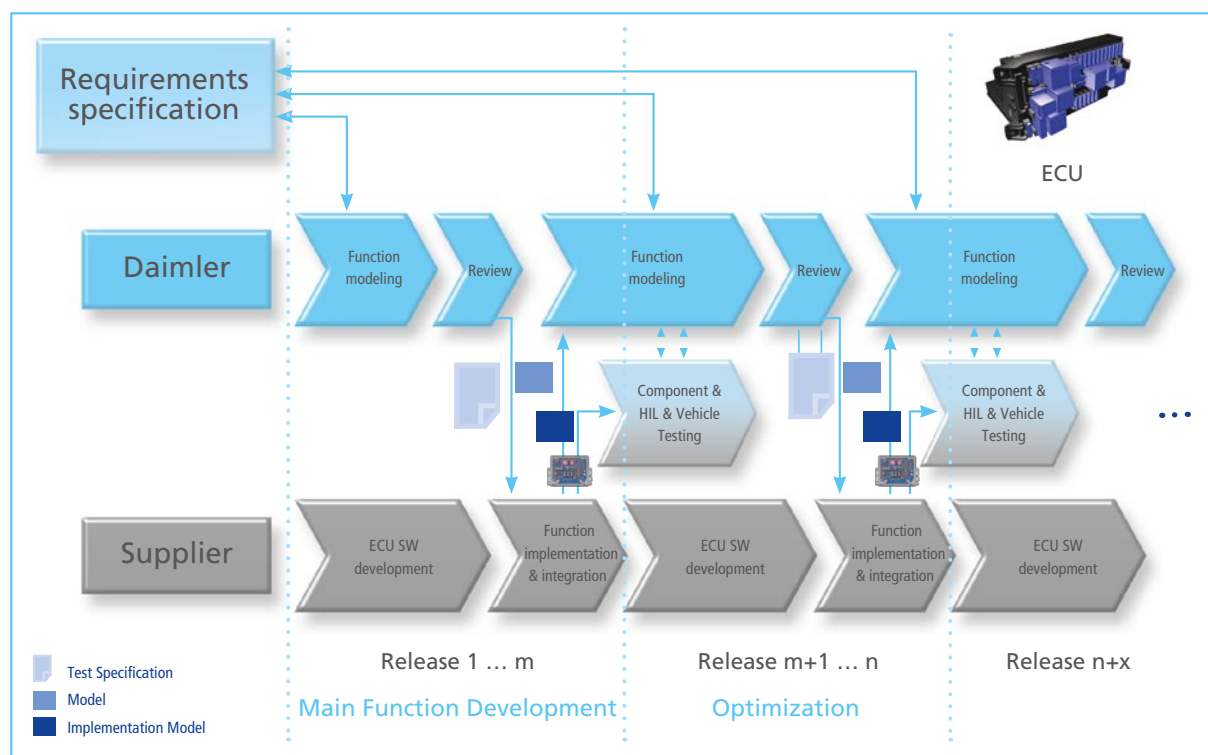 Requirements
specification
ECU
Daimler
Function
modeling
Review
Function
modeling
Review
Function
modeling
Review
Component &
HIL & Vehicle
Testing
Component &
HIL & Vehicle
Testing
...
Supplier
ECU SW
development
Function
implementation
& integration
ECU SW
development
Function
implementation
& integration
ECU SW
development
Test Specification
Model
Implementation Model
Release 1 ... m
Release m+1 ... n
Release n+x
Main Function Development
Optimization